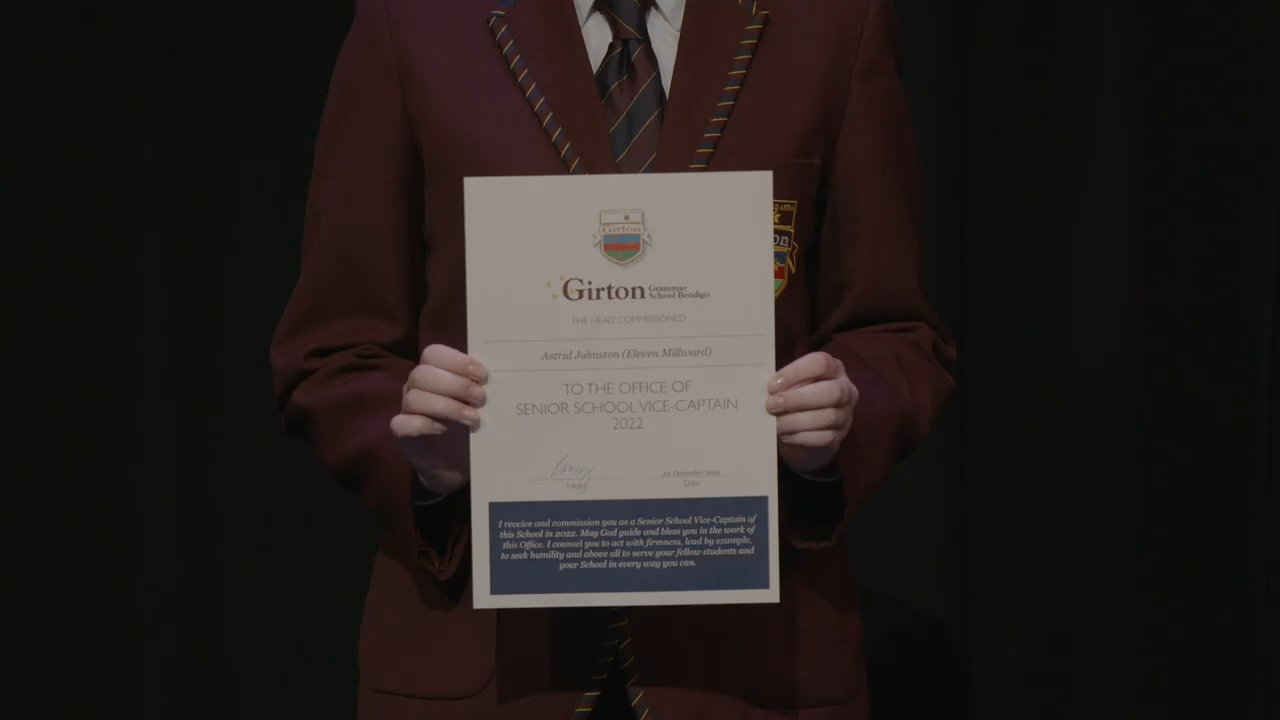 Girton
Girton Grammar
School Bendigo
THE HEAD COMMISSIONED
Astrid Johnston (Eleven Millward)
TO THE OFFICE OF
SENIOR SCHOOL VICE-CAPTAIN
2022
Head
Date
I receive and commission you as a Senior School Vice-Captain of
this School in 2022. May God guide and bless you in the work of
this Office. I counsel you to act with firmness, lead by example,
to seek humility and above all to serve your fellow students and
your School in every way you can.